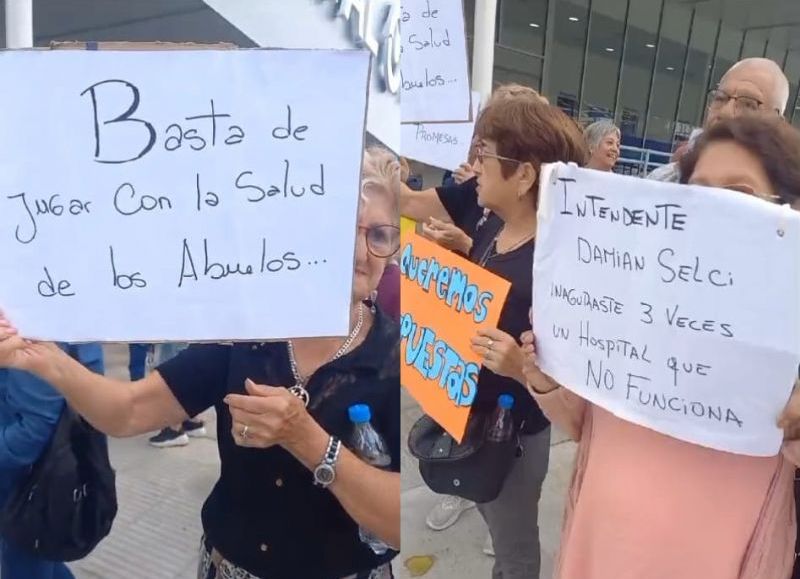 Basta de
Jugar con la Salud
de los Abuelos...
a de
a Salud
buelos...
PROMESAS
Queremos
PUEStas
INTENDENTE
DAMIAN SELCI
INAGURASTE 3 VECES
UN HOSPITAL QUE
NO FUNCIONA